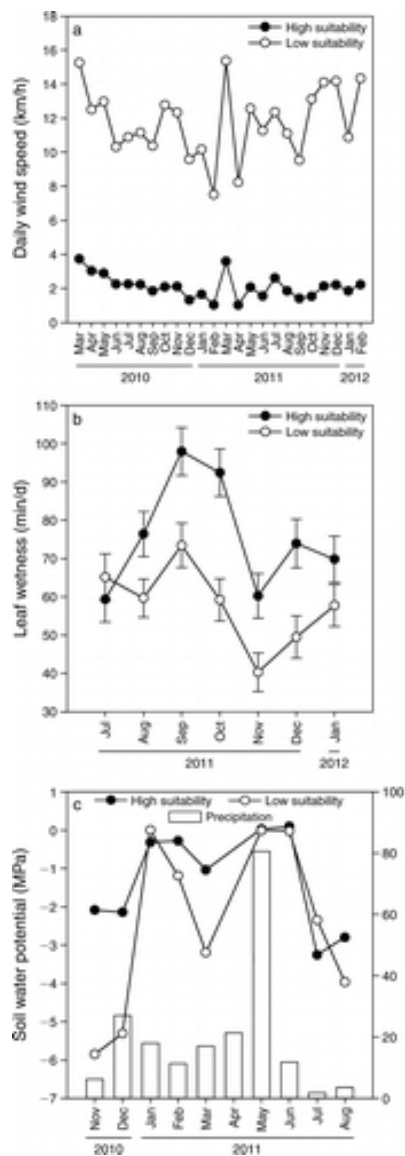 a
High suitability
Low suitability
Daily wind speed (km/h)
18
16
14
12
10
8
6
4
2
0
Mar Apr May Jun Jul Aug Sep Oct Nov Dec Jan Feb Mar Apr May Jun Jul Aug Sep Oct Nov Dec Jan Feb
2010 2011 2012
b
High suitability
Low suitability
Leaf wetness (min/d)
110
100
90
80
70
60
50
40
30
Jul Aug Sep Oct Nov Dec Jan
2011 2012
c
High suitability Low suitability
Precipitation
Soil water potential (MPa)
1
0
−1
−2
−3
−4
−5
−6
−7
100
80
60
40
20
0
Nov Dec Jan Feb Mar Apr May Jun Jul Aug
2010 2011